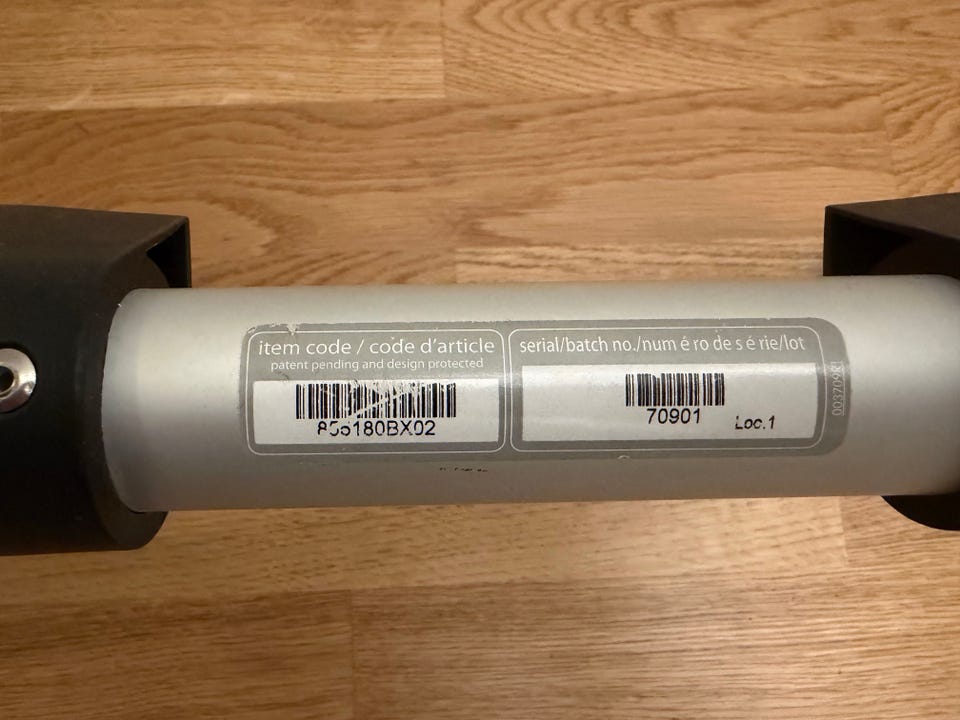 item code / code d'article
patent pending and design protected
serial/batch no./num é ro de s é rie/lot
70901
Loc.1
003709R1